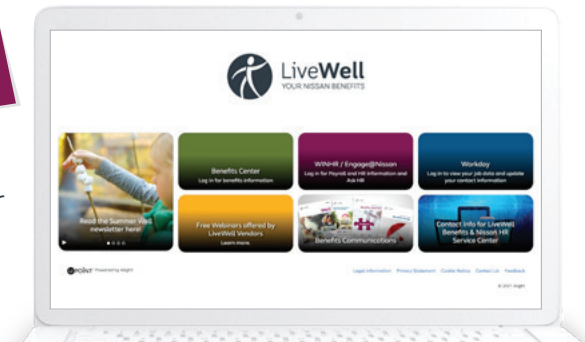 LiveWell
YOUR NISSAN BENEFITS
Read the Summer Well
newsletter here!
Benefits Center
Log in for benefits information
WINHR / Engage@Nissan
Log in for Payroll and HR information and
Ask HR
Workday
Log in to view your job data and update
your contact information
Free Webinars offered by
LiveWell Vendors
Learn more
Benefits Communications
Contact info for LiveWell
Benefits & Nissan HR
Service Center
UPOINT Powered by Alight
Legal Information Privacy Statement Cookie Notice Contact Us Feedback
© 2021 Alight